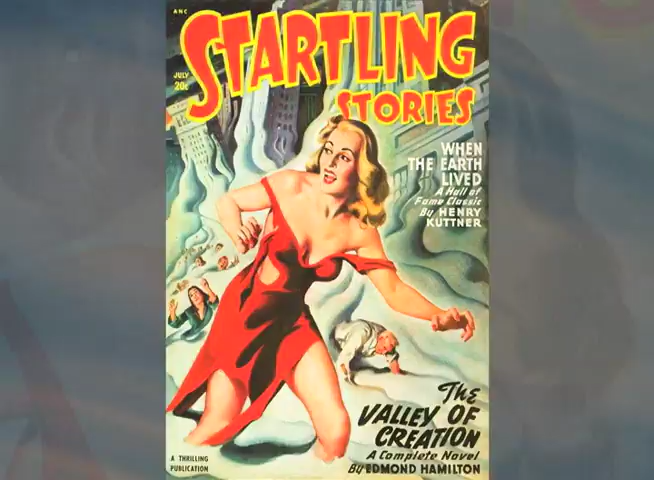 ANC
STARTLING
STORIES
JULY
20¢
WHEN
THE EARTH
LIVED
A Hall of
Fame Classic
By HENRY
KUTTNER
The
VALLEY OF
CREATION
A Complete Novel
By EDMOND HAMILTON
A THRILLING
PUBLICATION